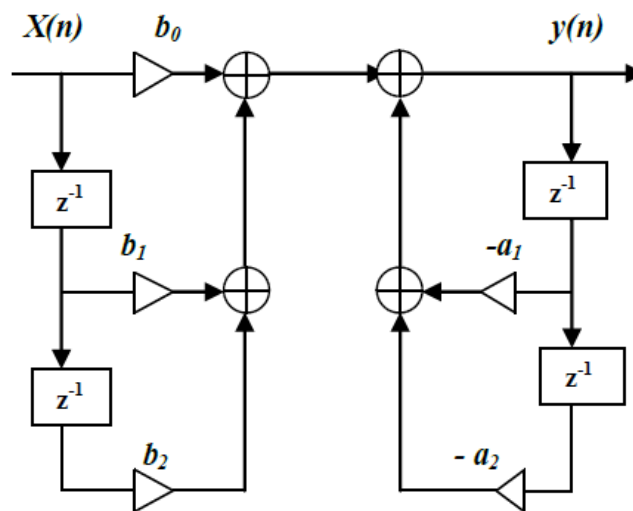 X(n) b₀ y(n)
z⁻¹ z⁻¹
b₁ -a₁
z⁻¹ z⁻¹
b₂ - a₂